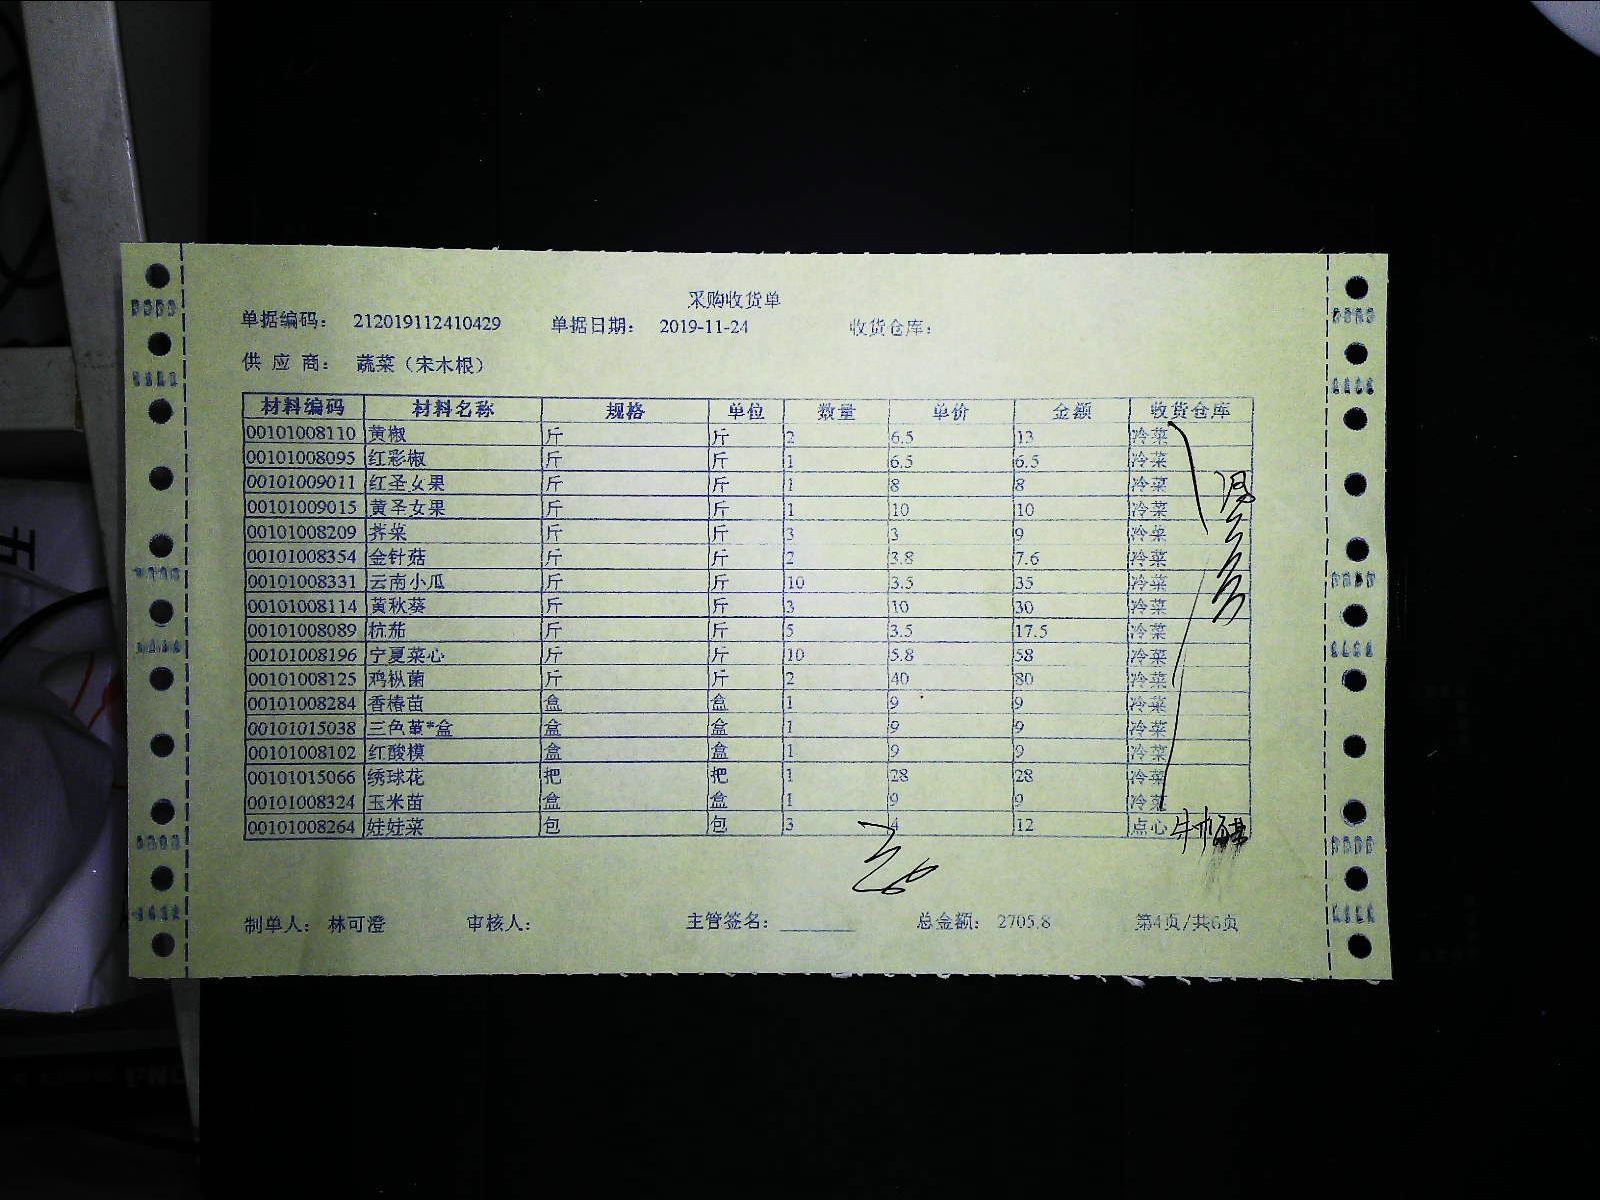 采购收货单
单据编码： 212019112410429 单据日期： 2019-11-24 收货仓库：
供 应 商： 蔬菜（宋木根）
材料编码 材料名称 规格 单位 数量 单价 金额 收货仓库
00101008110 黄椒 斤 斤 2 6.5 13 冷菜
00101008095 红彩椒 斤 斤 1 6.5 6.5 冷菜
00101009011 红圣女果 斤 斤 1 8 8 冷菜
00101009015 黄圣女果 斤 斤 1 10 10 冷菜
00101008209 荠菜 斤 斤 3 3 9 冷菜
00101008354 金针菇 斤 斤 2 3.8 7.6 冷菜
00101008331 云南小瓜 斤 斤 10 3.5 35 冷菜
00101008114 黄秋葵 斤 斤 3 10 30 冷菜
00101008089 杭茄 斤 斤 5 3.5 17.5 冷菜
00101008196 宁夏菜心 斤 斤 10 5.8 58 冷菜
00101008125 鸡枞菌 斤 斤 2 40 80 冷菜
00101008284 香椿苗 盒 盒 1 9 9 冷菜
00101015038 三色堇*盒 盒 盒 1 9 9 冷菜
00101008102 红酸模 盒 盒 1 9 9 冷菜
00101015066 绣球花 把 把 1 28 28 冷菜
00101008324 玉米苗 盒 盒 1 9 9 冷菜
00101008264 娃娃菜 包 包 3 4 12 点心
制单人： 林可澄 审核人： 主管签名： 总金额： 2705.8 第4页/共6页